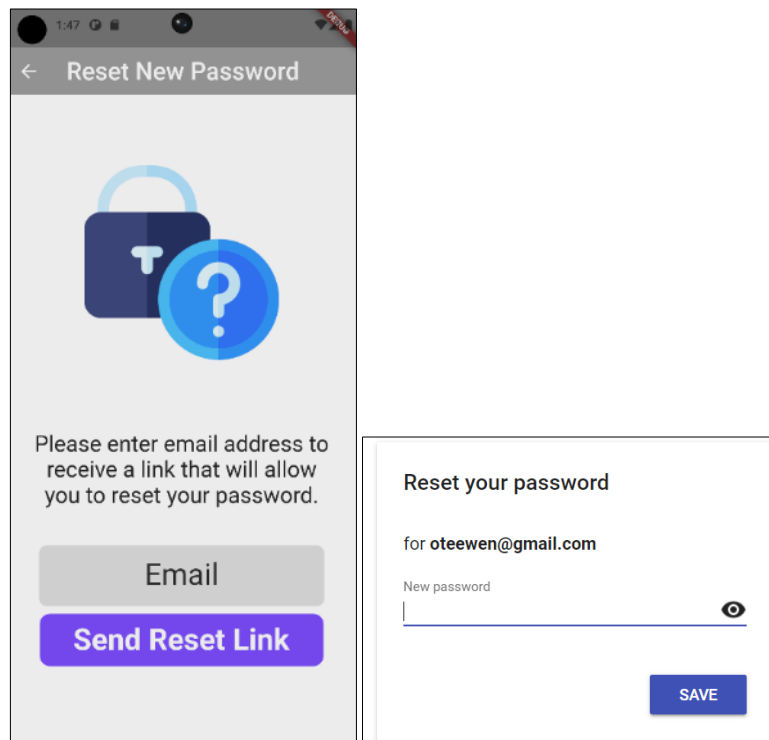 1:47
DEBUG
Reset New Password
T
?
Please enter email address to
receive a link that will allow
you to reset your password.
Email
Send Reset Link
Reset your password
for oteewen@gmail.com
New password
SAVE